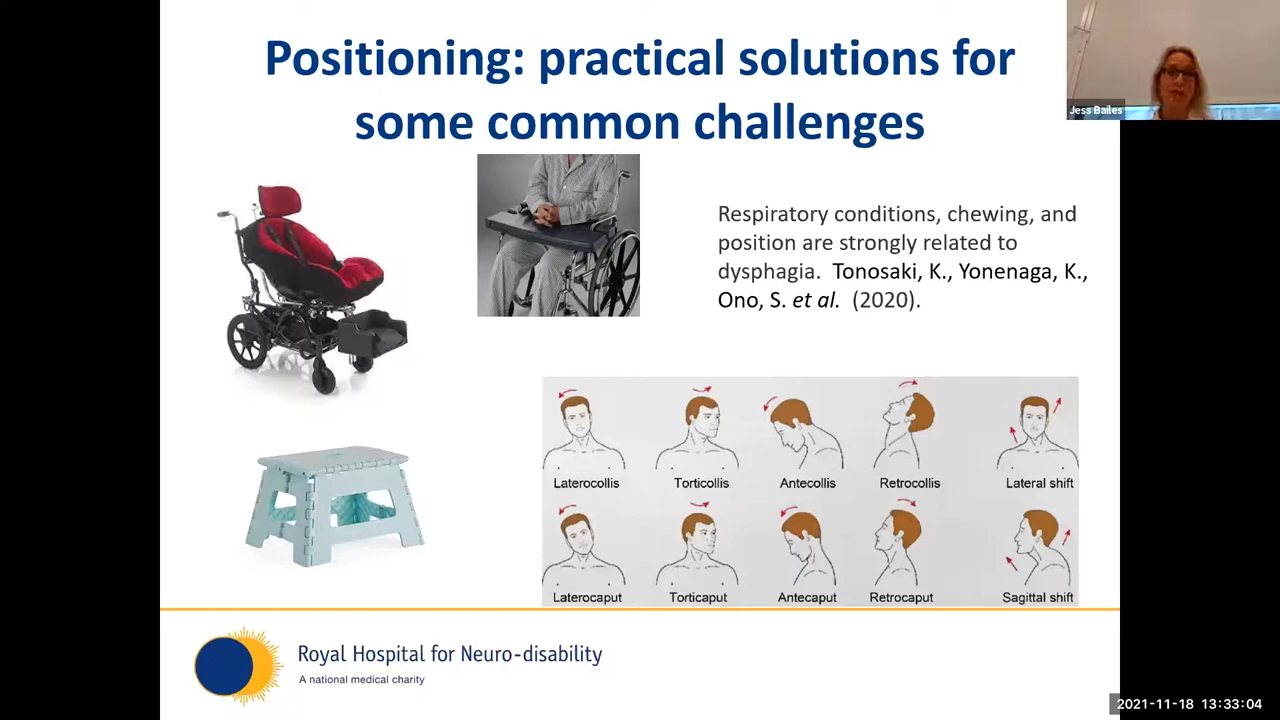 Positioning: practical solutions for
some common challenges
Jess Bailes
Respiratory conditions, chewing, and
position are strongly related to
dysphagia. Tonosaki, K., Yonenaga, K.,
Ono, S. et al. (2020).
Laterocollis Torticollis Antecollis Retrocollis Lateral shift
Laterocaput Torticaput Antecaput Retrocaput Sagittal shift
Royal Hospital for Neuro-disability
A national medical charity
2021-11-18 13:33:04